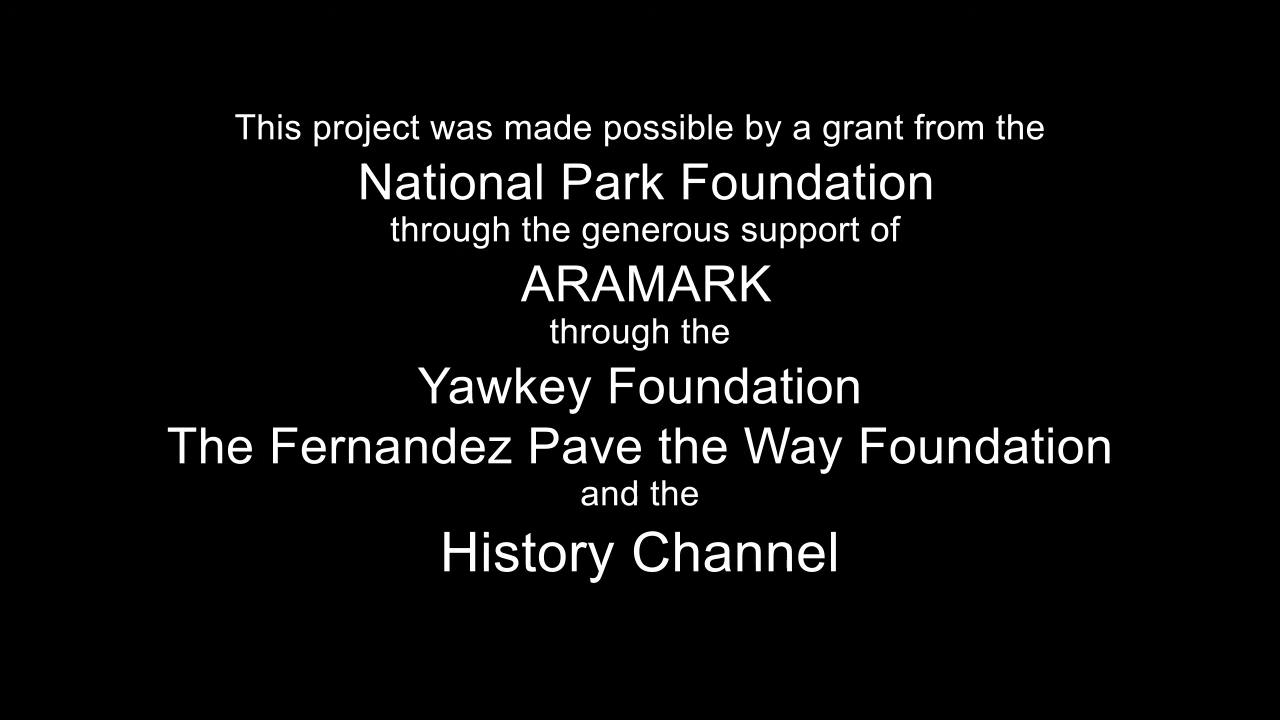 This project was made possible by a grant from the
National Park Foundation
through the generous support of
ARAMARK
through the
Yawkey Foundation
The Fernandez Pave the Way Foundation
and the
History Channel